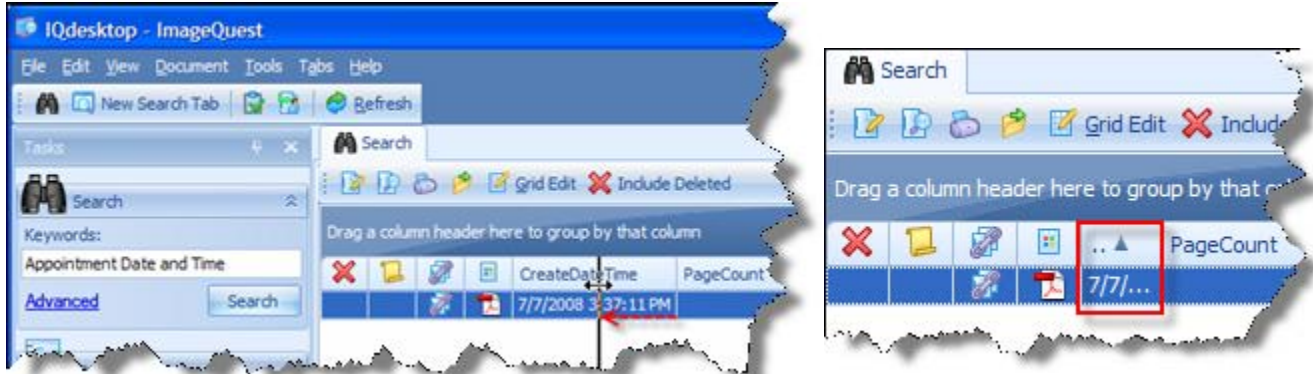 IQdesktop - ImageQuest
File Edit View Document Tools Tabs Help
New Search Tab Refresh
Tasks
Search
Keywords:
Appointment Date and Time
Advanced Search
Search
Grid Edit Include Deleted
Drag a column header here to group by that column
CreateDateTime PageCount
7/7/2008 3:37:11 PM
Search
Grid Edit Include
Drag a column header here to group by that
.. PageCount
7/7/...